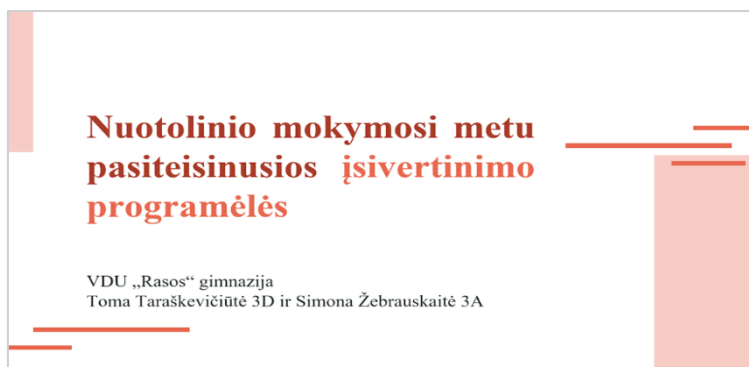 Nuotolinio mokymosi metu
pasiteisinusios įsivertinimo
programėlės
VDU „Rasos“ gimnazija
Toma Taraškevičiūtė 3D ir Simona Žebrauskaitė 3A